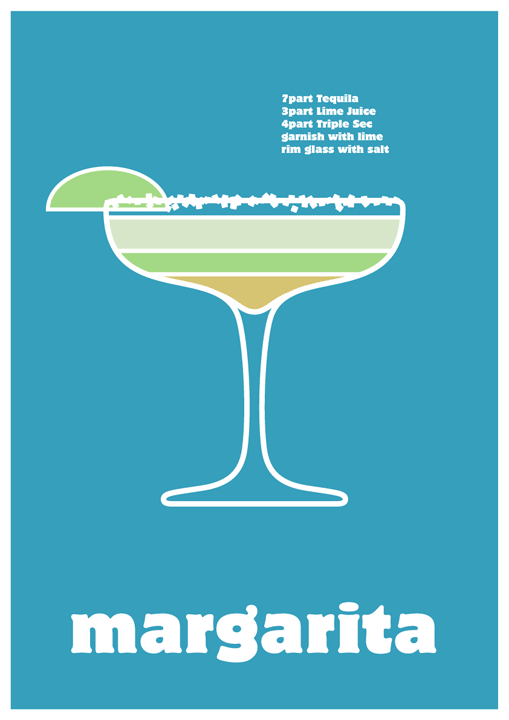 7part Tequila
3part Lime Juice
4part Triple Sec
garnish with lime
rim glass with salt
margarita